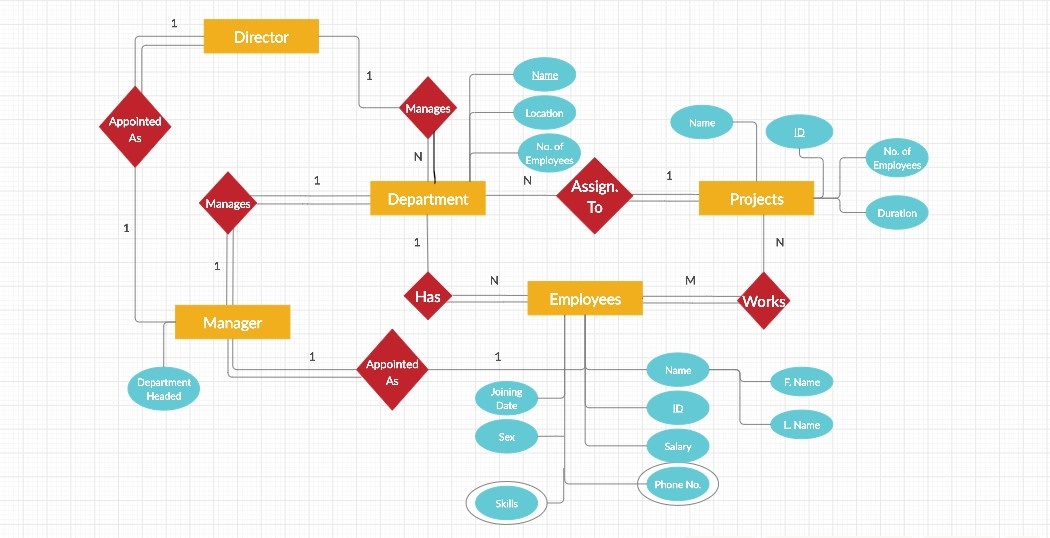 1
Director
1
Manages
Name
Location
No. of
Employees
Appointed
As
N
Name
ID
No. of
Employees
Manages
1
Department
N
Assign.
To
1
Projects
Duration
1
1
1
N
Has
N
Employees
M
Works
Manager
Department
Headed
1
Appointed
As
1
Name
F. Name
Joining
Date
ID
L. Name
Sex
Salary
Phone No.
Skills